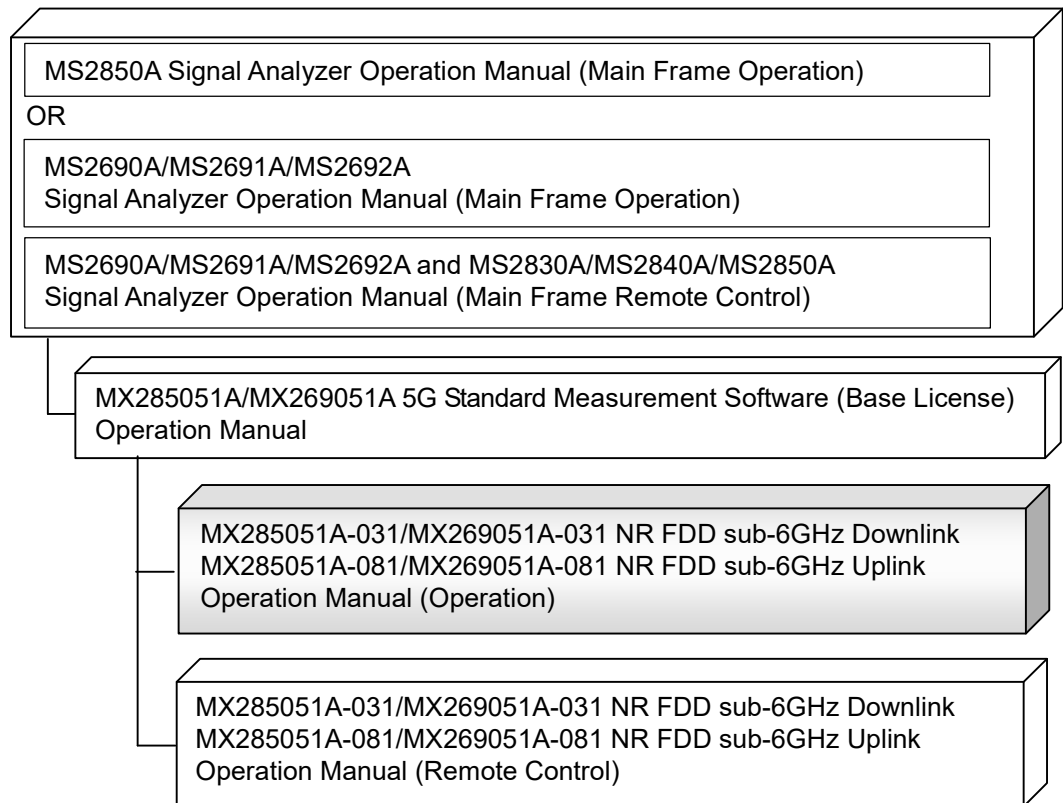 MS2850A Signal Analyzer Operation Manual (Main Frame Operation)
OR
MS2690A/MS2691A/MS2692A
Signal Analyzer Operation Manual (Main Frame Operation)
MS2690A/MS2691A/MS2692A and MS2830A/MS2840A/MS2850A
Signal Analyzer Operation Manual (Main Frame Remote Control)
MX285051A/MX269051A 5G Standard Measurement Software (Base License)
Operation Manual
MX285051A-031/MX269051A-031 NR FDD sub-6GHz Downlink
MX285051A-081/MX269051A-081 NR FDD sub-6GHz Uplink
Operation Manual (Operation)
MX285051A-031/MX269051A-031 NR FDD sub-6GHz Downlink
MX285051A-081/MX269051A-081 NR FDD sub-6GHz Uplink
Operation Manual (Remote Control)